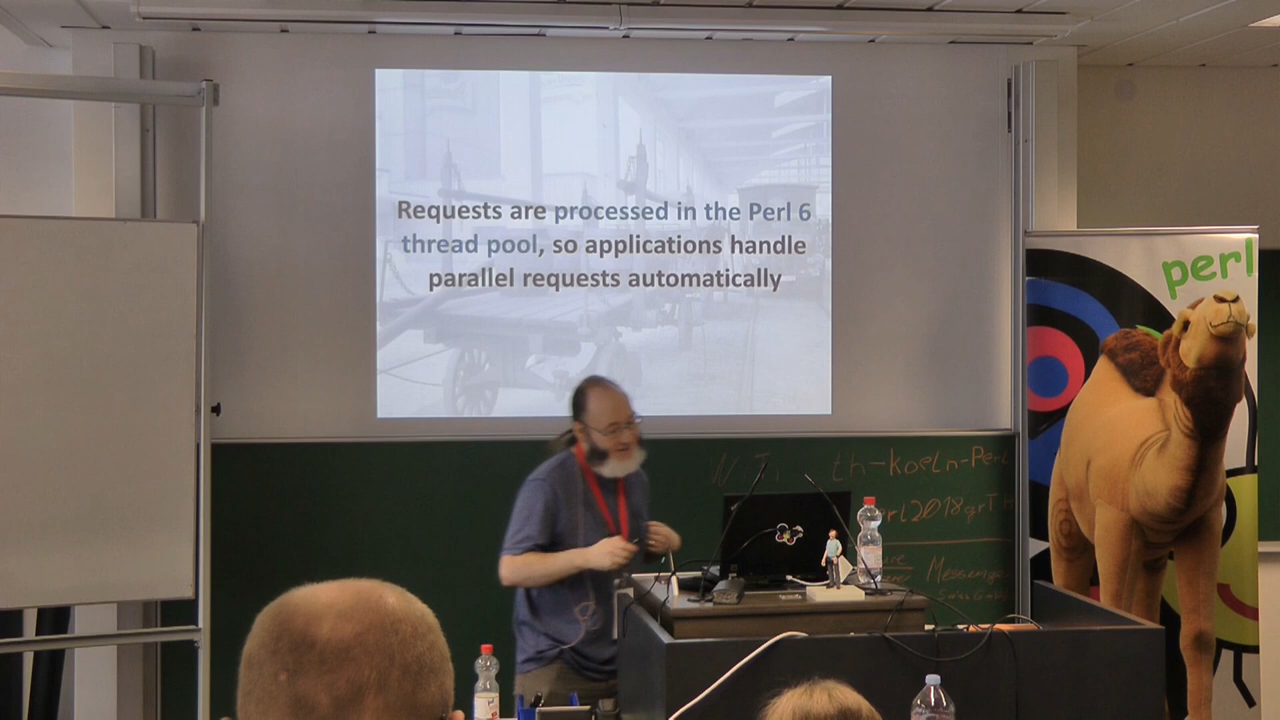 Requests are processed in the Perl 6
thread pool, so applications handle
parallel requests automatically
perl
th-koeln-Perl